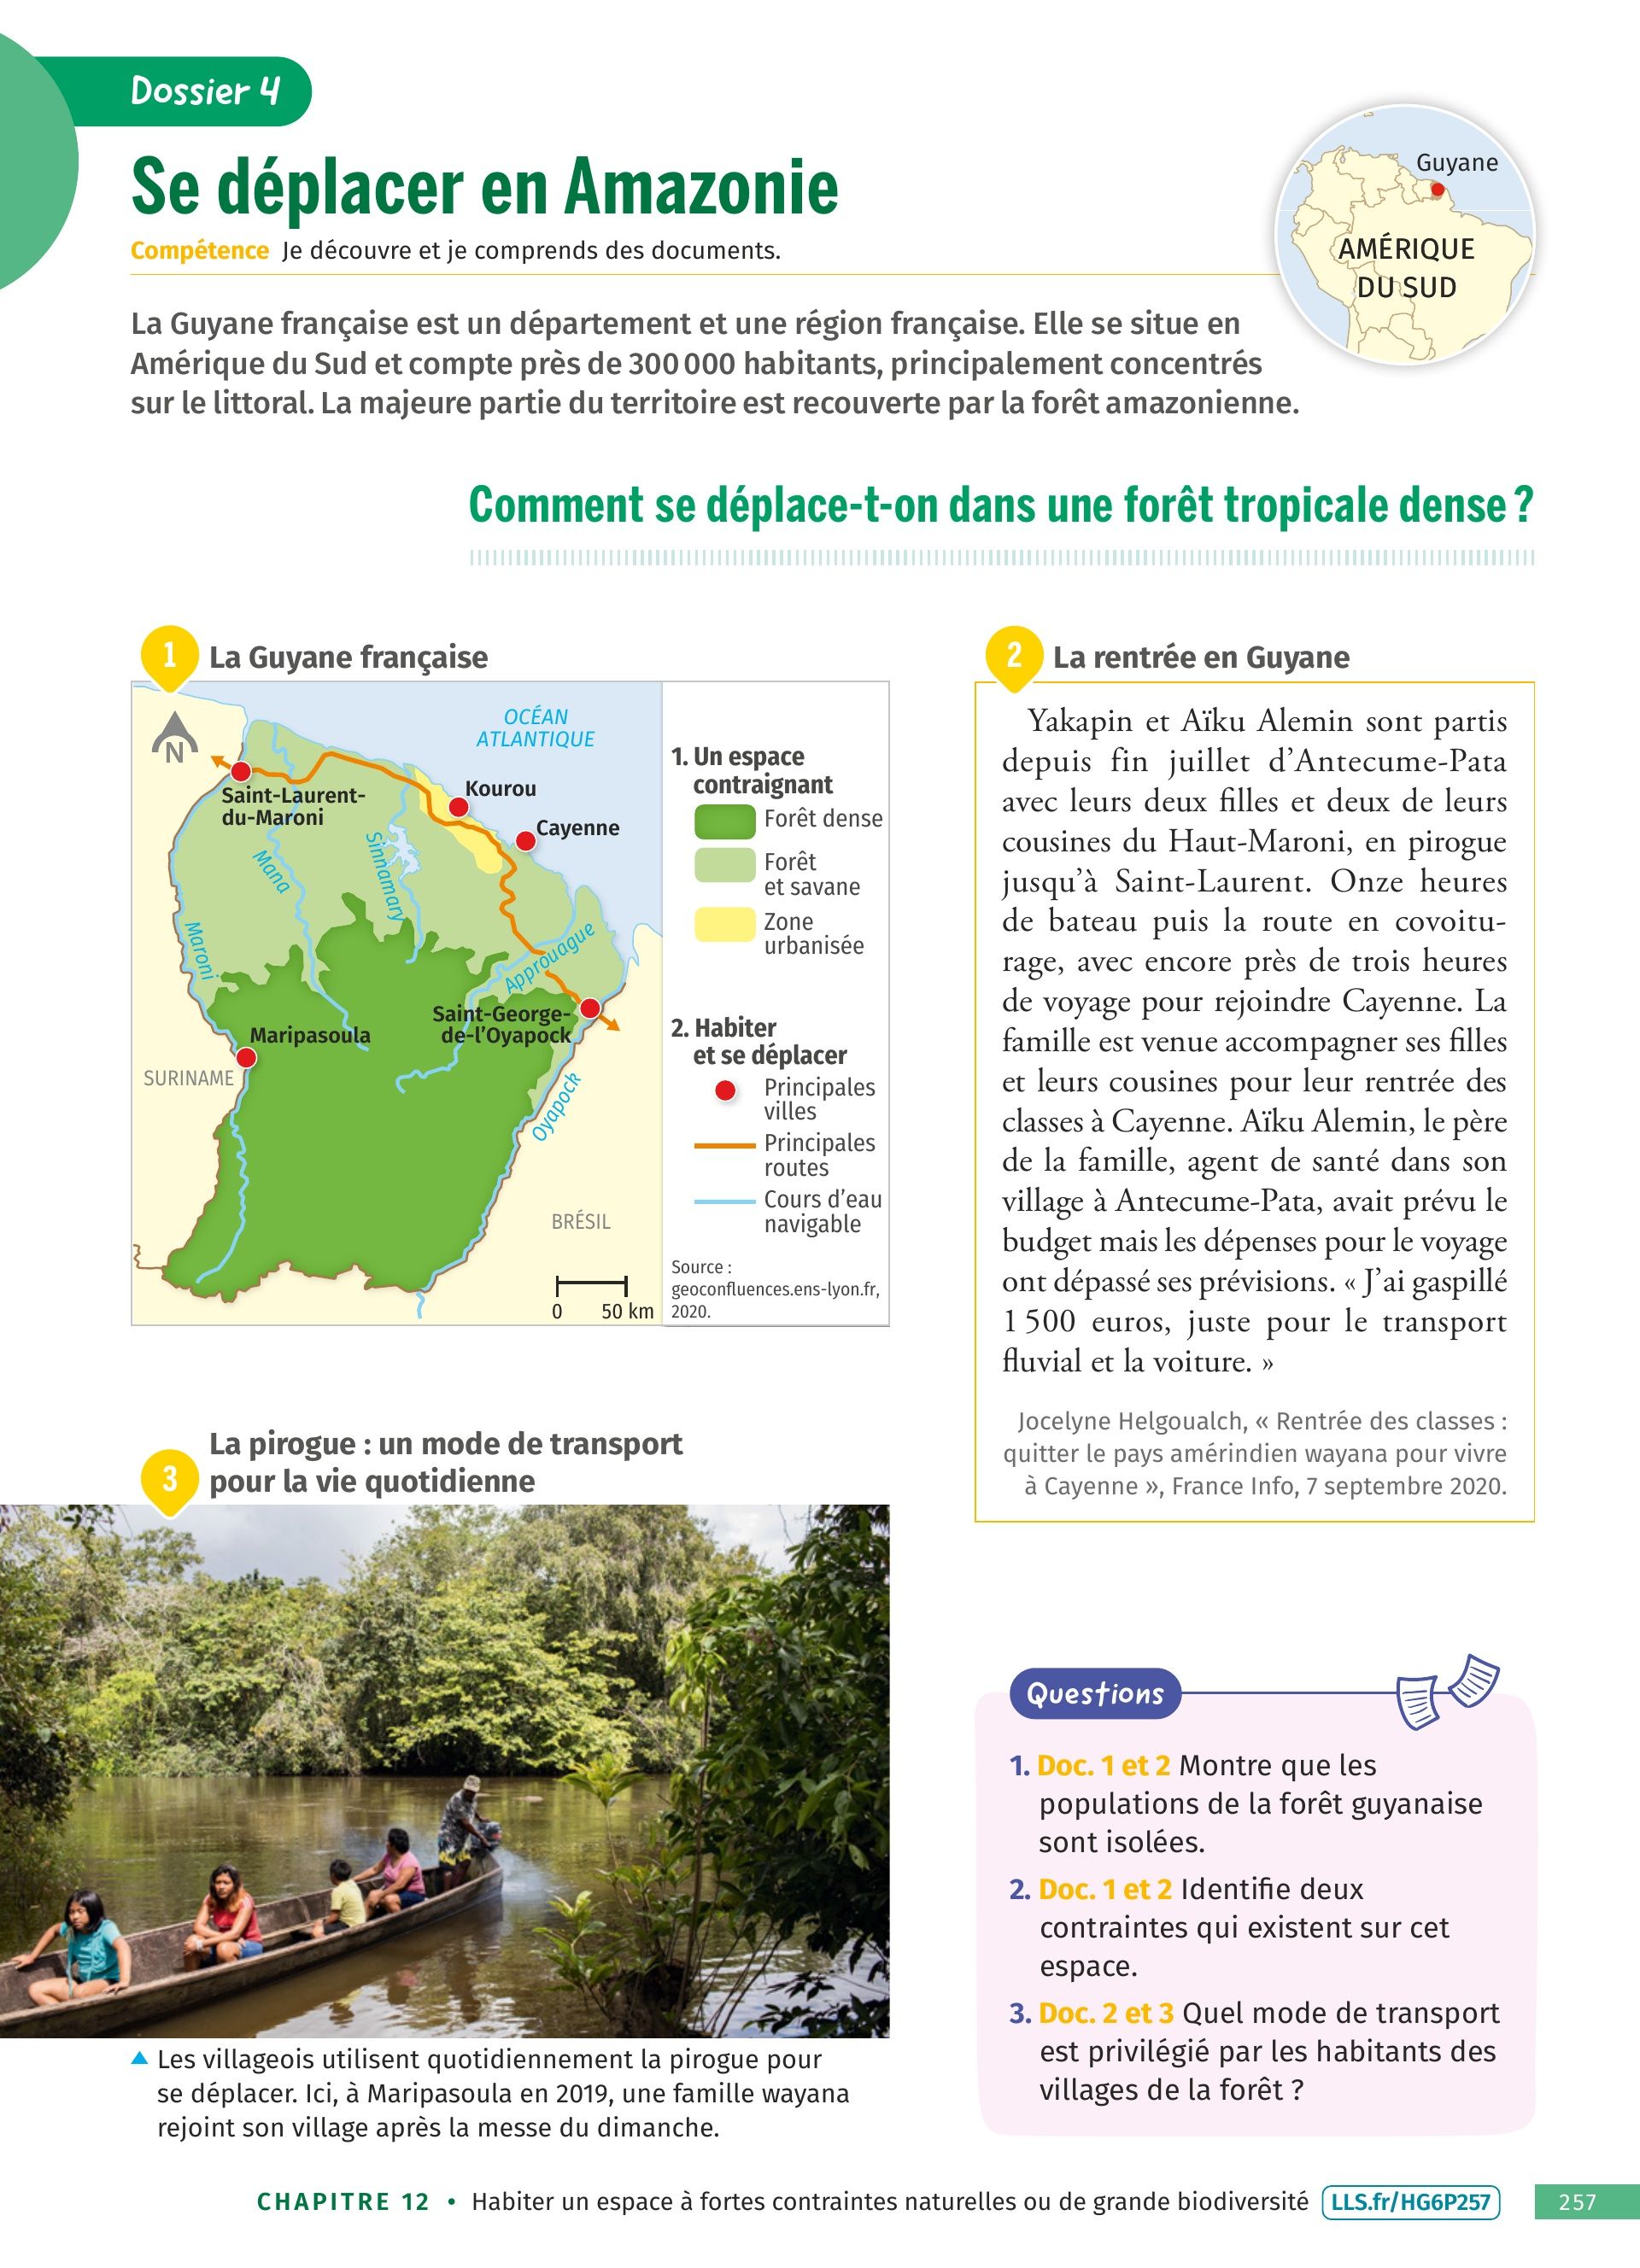 Dossier 4
Se déplacer en Amazonie
Compétence Je découvre et je comprends des documents.
Guyane
AMÉRIQUE
DU SUD
La Guyane française est un département et une région française. Elle se situe en
Amérique du Sud et compte près de 300 000 habitants, principalement concentrés
sur le littoral. La majeure partie du territoire est recouverte par la forêt amazonienne.
Comment se déplace-t-on dans une forêt tropicale dense ?
1 La Guyane française
N
OCÉAN
ATLANTIQUE
Saint-Laurent-
du-Maroni
Kourou
Cayenne
Mana
Sinnamary
Maroni
Approuague
Saint-George-
de-l'Oyapock
Maripasoula
SURINAME
Oyapock
BRÉSIL
0 50 km
1. Un espace
contraignant
Forêt dense
Forêt
et savane
Zone
urbanisée
2. Habiter
et se déplacer
Principales
villes
Principales
routes
Cours d'eau
navigable
Source :
geoconfluences.ens-lyon.fr,
2020.
2 La rentrée en Guyane
Yakapin et Aïku Alemin sont partis
depuis fin juillet d'Antecume-Pata
avec leurs deux filles et deux de leurs
cousines du Haut-Maroni, en pirogue
jusqu'à Saint-Laurent. Onze heures
de bateau puis la route en covoitu-
rage, avec encore près de trois heures
de voyage pour rejoindre Cayenne. La
famille est venue accompagner ses filles
et leurs cousines pour leur rentrée des
classes à Cayenne. Aïku Alemin, le père
de la famille, agent de santé dans son
village à Antecume-Pata, avait prévu le
budget mais les dépenses pour le voyage
ont dépassé ses prévisions. « J'ai gaspillé
1 500 euros, juste pour le transport
fluvial et la voiture. »
Jocelyne Helgoualch, « Rentrée des classes :
quitter le pays amérindien wayana pour vivre
à Cayenne », France Info, 7 septembre 2020.
3 La pirogue : un mode de transport
pour la vie quotidienne
Les villageois utilisent quotidiennement la pirogue pour
se déplacer. Ici, à Maripasoula en 2019, une famille wayana
rejoint son village après la messe du dimanche.
Questions
1. Doc. 1 et 2 Montre que les
populations de la forêt guyanaise
sont isolées.
2. Doc. 1 et 2 Identifie deux
contraintes qui existent sur cet
espace.
3. Doc. 2 et 3 Quel mode de transport
est privilégié par les habitants des
villages de la forêt ?
CHAPITRE 12 • Habiter un espace à fortes contraintes naturelles ou de grande biodiversité LLS.fr/HG6P257 257